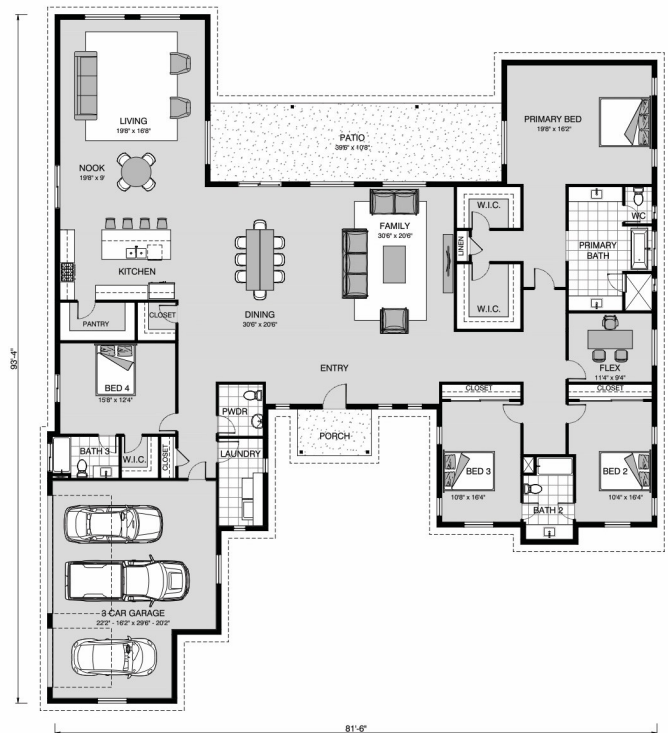 LIVING
19'8" x 16'8"
NOOK
19'8" x 9'
KITCHEN
PANTRY
CLOSET
PATIO
39'6" x 10'8"
PRIMARY BED
19'8" x 16'2"
W.I.C.
LINEN
W.I.C.
WC
PRIMARY
BATH
FAMILY
30'6" x 20'6"
DINING
30'6" x 20'6"
ENTRY
FLEX
11'4" x 9'4"
CLOSET
CLOSET
BED 4
15'8" x 12'4"
PWDR
PORCH
BATH 3
W.I.C.
CLOSET
LAUNDRY
BED 3
10'8" x 16'4"
BED 2
10'4" x 16'4"
BATH 2
3 CAR GARAGE
22'2" - 16'2" x 29'6" - 20'2"
93'-4"
81'-6"